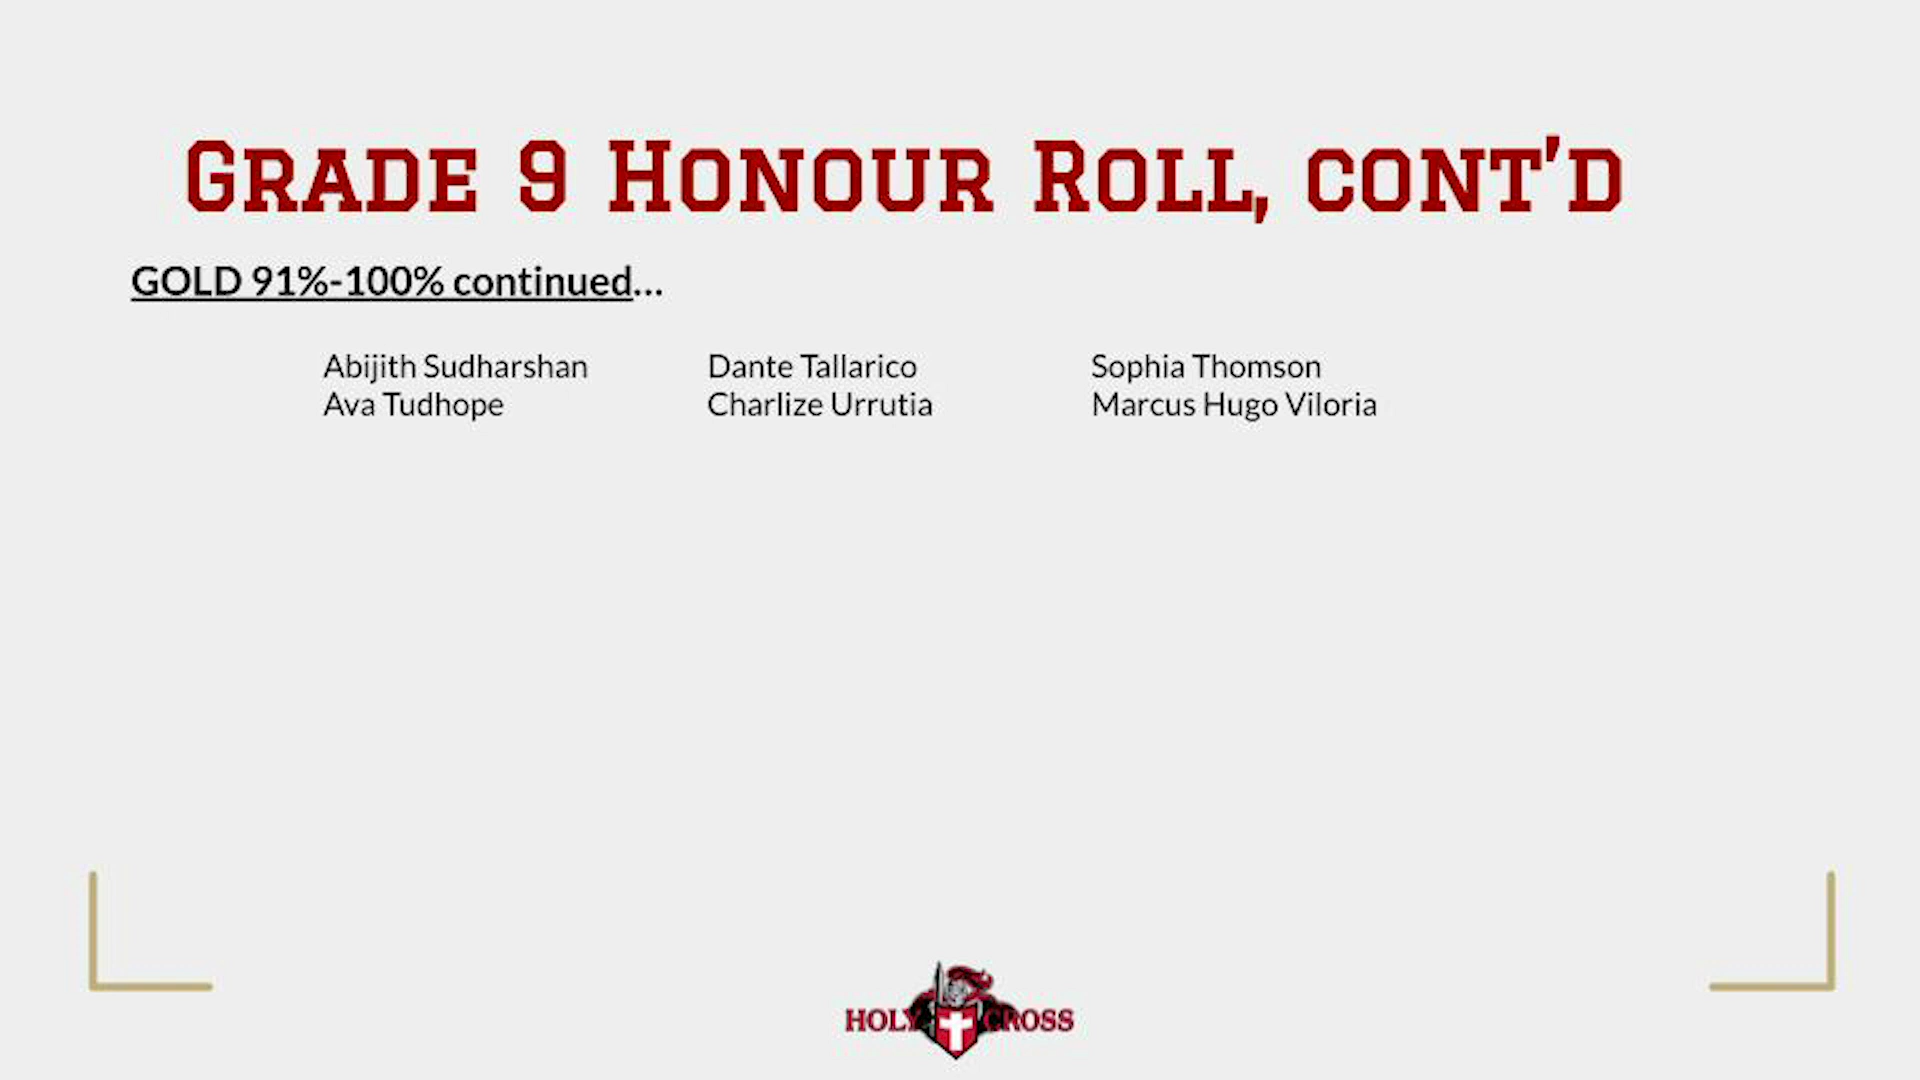 GRADE 9 HONOUR ROLL, CONT'D
GOLD 91%-100% continued...
Abijith Sudharshan Dante Tallarico Sophia Thomson
Ava Tudhope Charlize Urrutia Marcus Hugo Viloria
HOLY CROSS